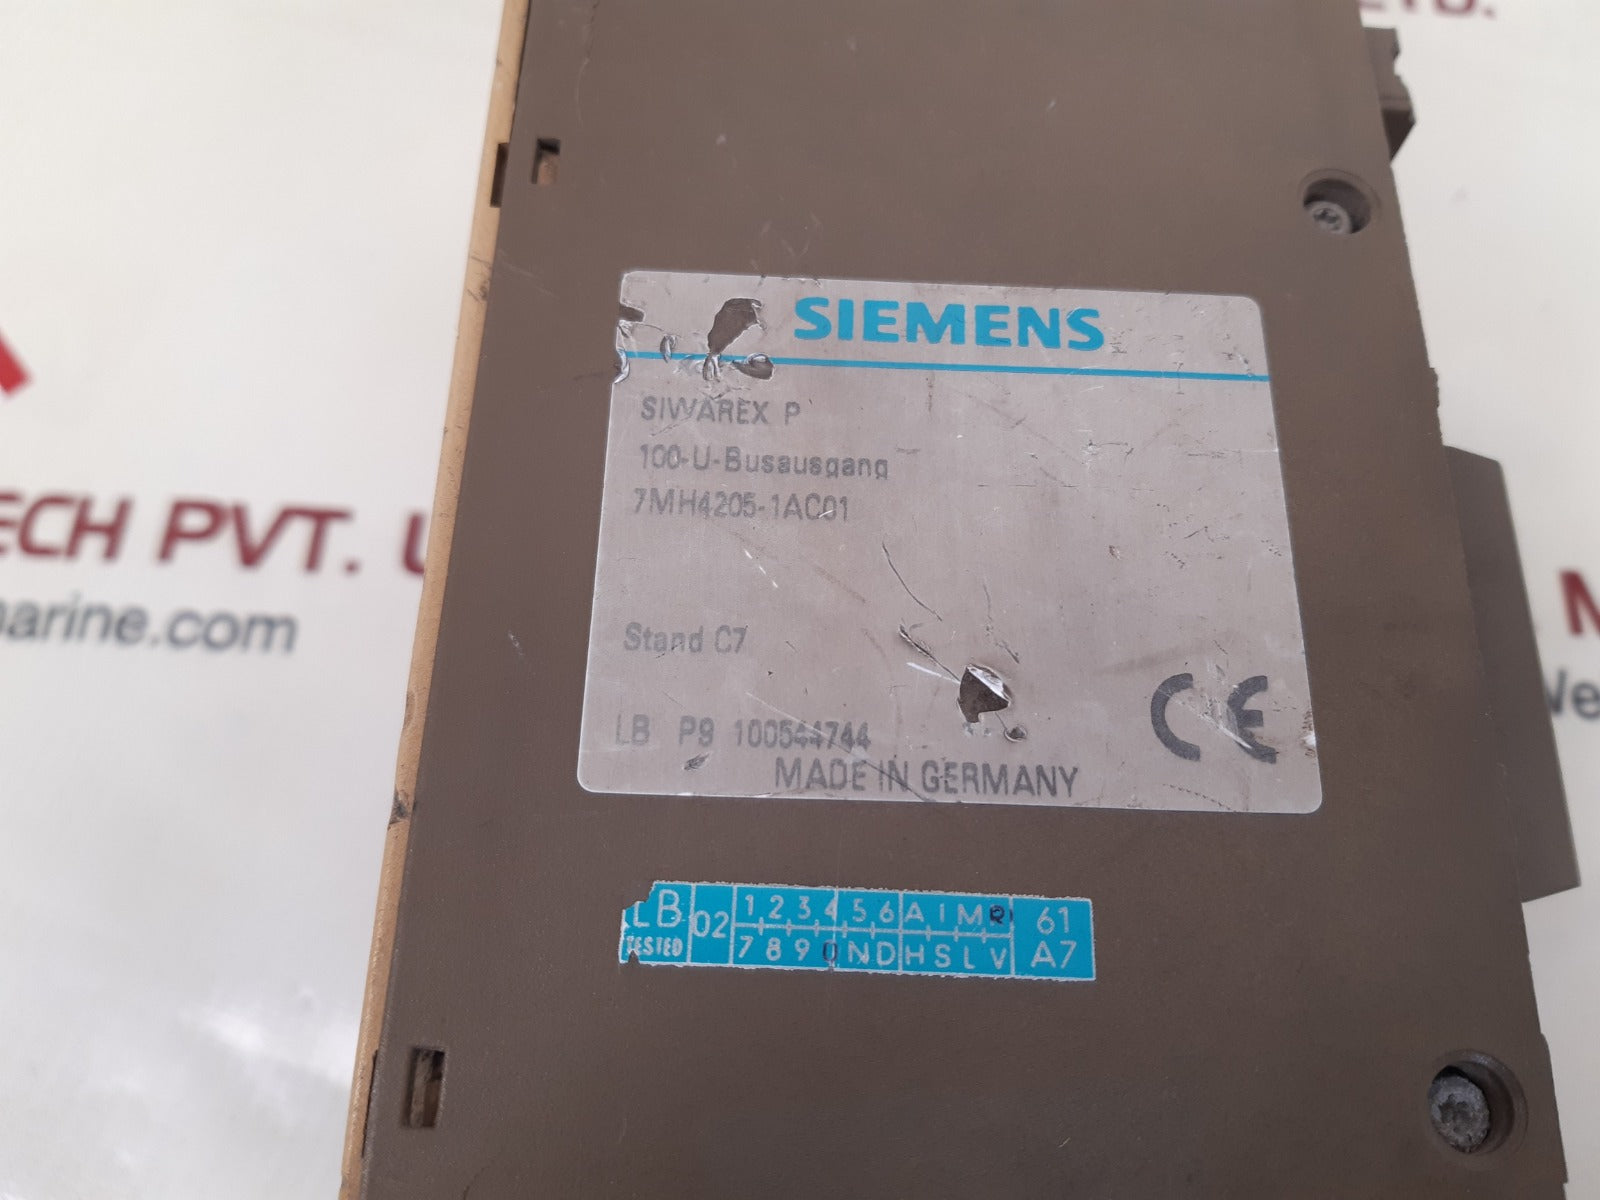 LTD.
SIEMENS
SIWAREX P
100-U-Busausgang
7MH4205-1AC01
Stand C7
LB P9 100544744
CE
MADE IN GERMANY
ECH PVT.
arine.com
LB TESTED 02
1 2 3 4 5 6 A I M R 61
7 8 9 0 N D H S L V A7